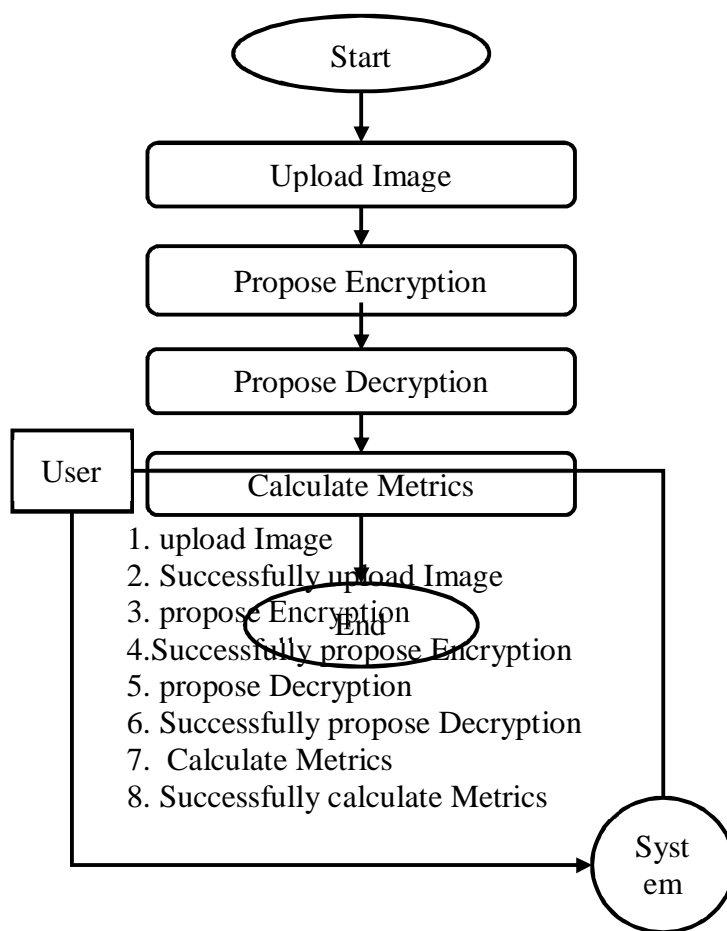 Start
Upload Image
Propose Encryption
Propose Decryption
User
Calculate Metrics
1. upload Image
2. Successfully upload Image
3. propose Encryption
End
4.Successfully propose Encryption
5. propose Decryption
6. Successfully propose Decryption
7. Calculate Metrics
8. Successfully calculate Metrics
Syst
em